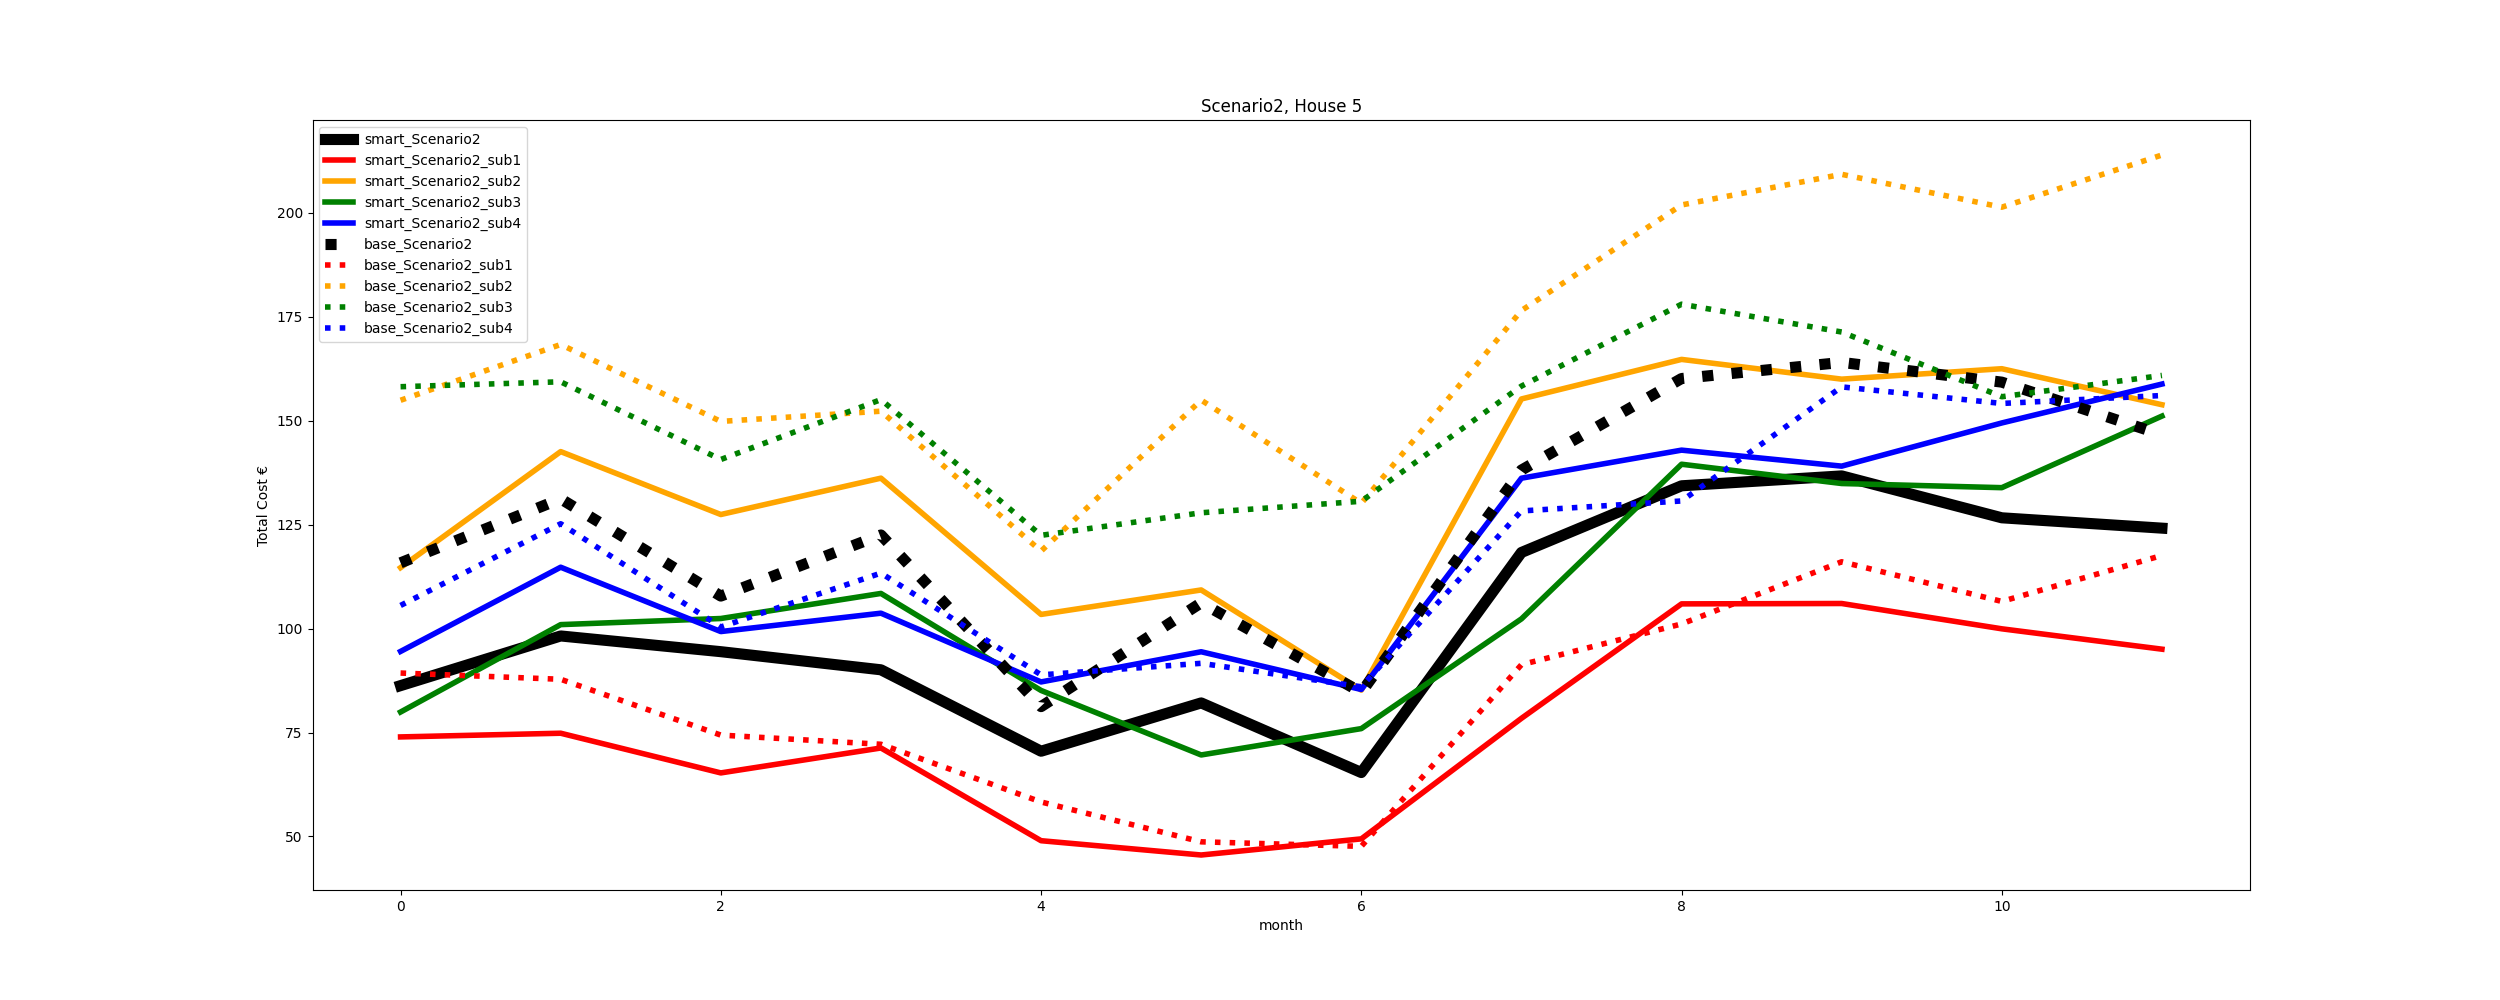 Scenario2, House 5
smart_Scenario2
smart_Scenario2_sub1
smart_Scenario2_sub2
smart_Scenario2_sub3
smart_Scenario2_sub4
base_Scenario2
base_Scenario2_sub1
base_Scenario2_sub2
base_Scenario2_sub3
base_Scenario2_sub4
Total Cost €
200
175
150
125
100
75
50
0 2 4 6 8 10
month